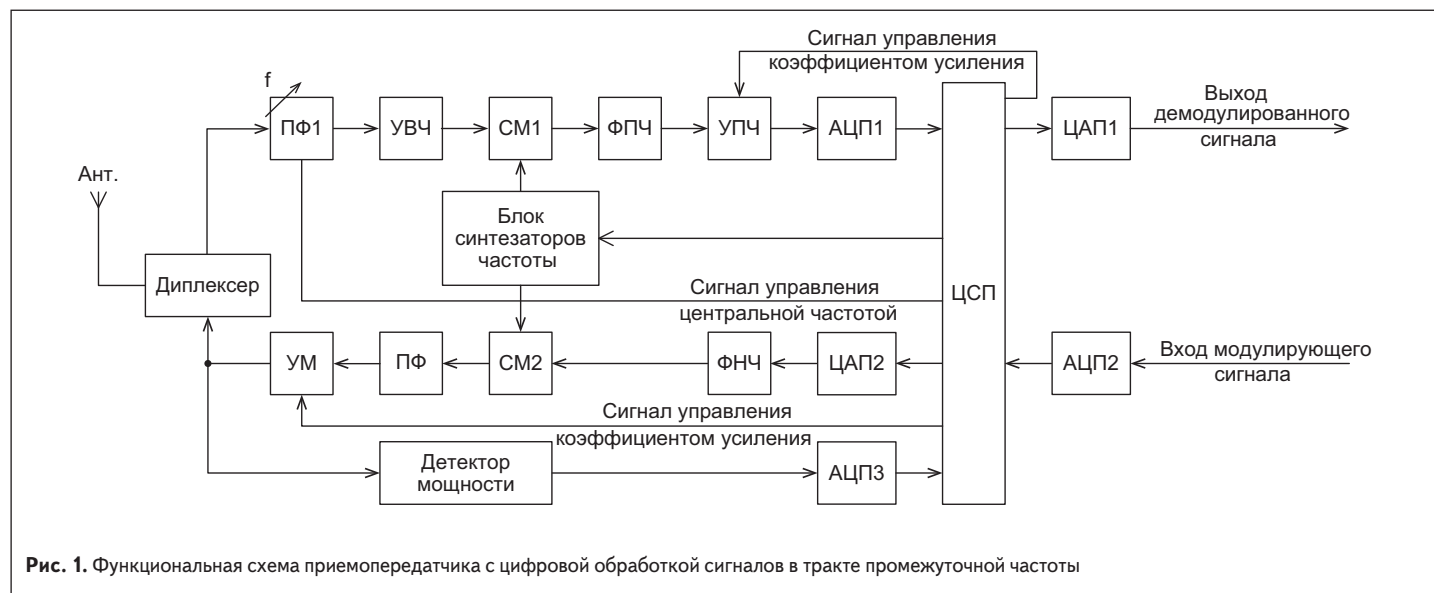 Сигнал управления
коэффициентом усиления
f
ПФ1
УВЧ
СМ1
ФПЧ
УПЧ
АЦП1
ЦАП1
Выход
демодулированного
сигнала
Ант.
Блок
синтезаторов
частоты
Диплексер
Сигнал управления
центральной частотой
ЦСП
УМ
ПФ
СМ2
ФНЧ
ЦАП2
АЦП2
Вход модулирующего
сигнала
Сигнал управления
коэффициентом усиления
Детектор
мощности
АЦП3
Рис. 1. Функциональная схема приемопередатчика с цифровой обработкой сигналов в тракте промежуточной частоты